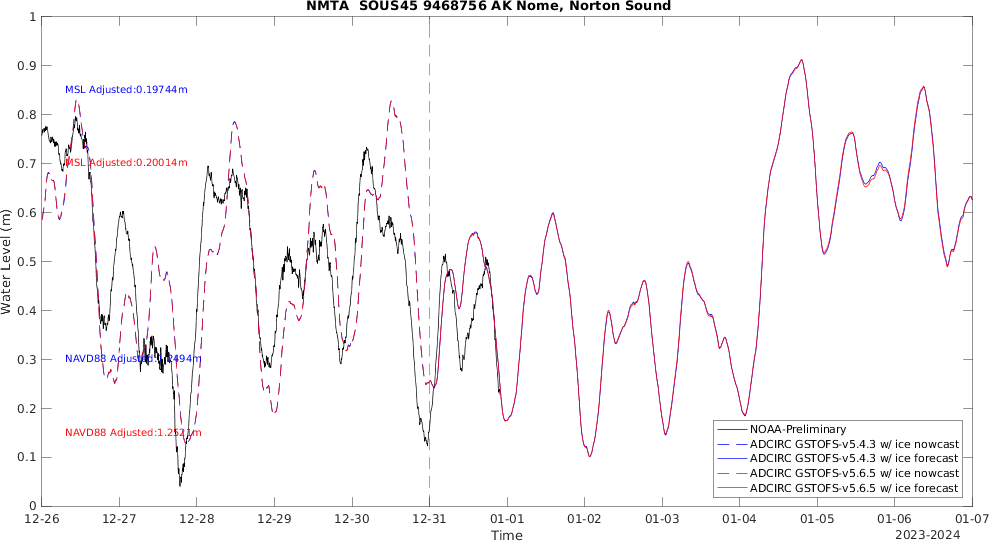 NMTA  SOUS45 9468756 AK Nome, Norton Sound
1
0.9
0.8
0.7
0.6
0.5
0.4
0.3
0.2
0.1
0
Water Level (m)
MSL Adjusted:0.19744m
MSL Adjusted:0.20014m
NAVD88 Adjusted:
NAVD88 Adjusted:
NOAA-Preliminary
ADCIRC GSTOFS-v5.4.3 w/ ice nowcast
ADCIRC GSTOFS-v5.4.3 w/ ice forecast
ADCIRC GSTOFS-v5.6.5 w/ ice nowcast
ADCIRC GSTOFS-v5.6.5 w/ ice forecast
12-26 12-27 12-28 12-29 12-30 12-31 01-01 01-02 01-03 01-04 01-05 01-06 01-07
Time
2023-2024